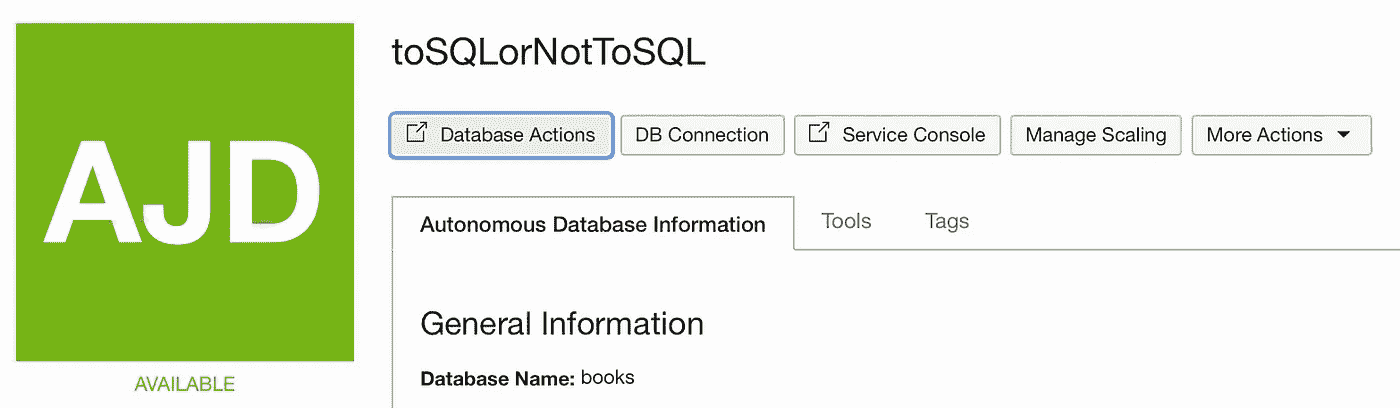 toSQLorNotToSQL
AJD
AVAILABLE
Database Actions
DB Connection
Service Console
Manage Scaling
More Actions
Autonomous Database Information
Tools
Tags
General Information
Database Name: books